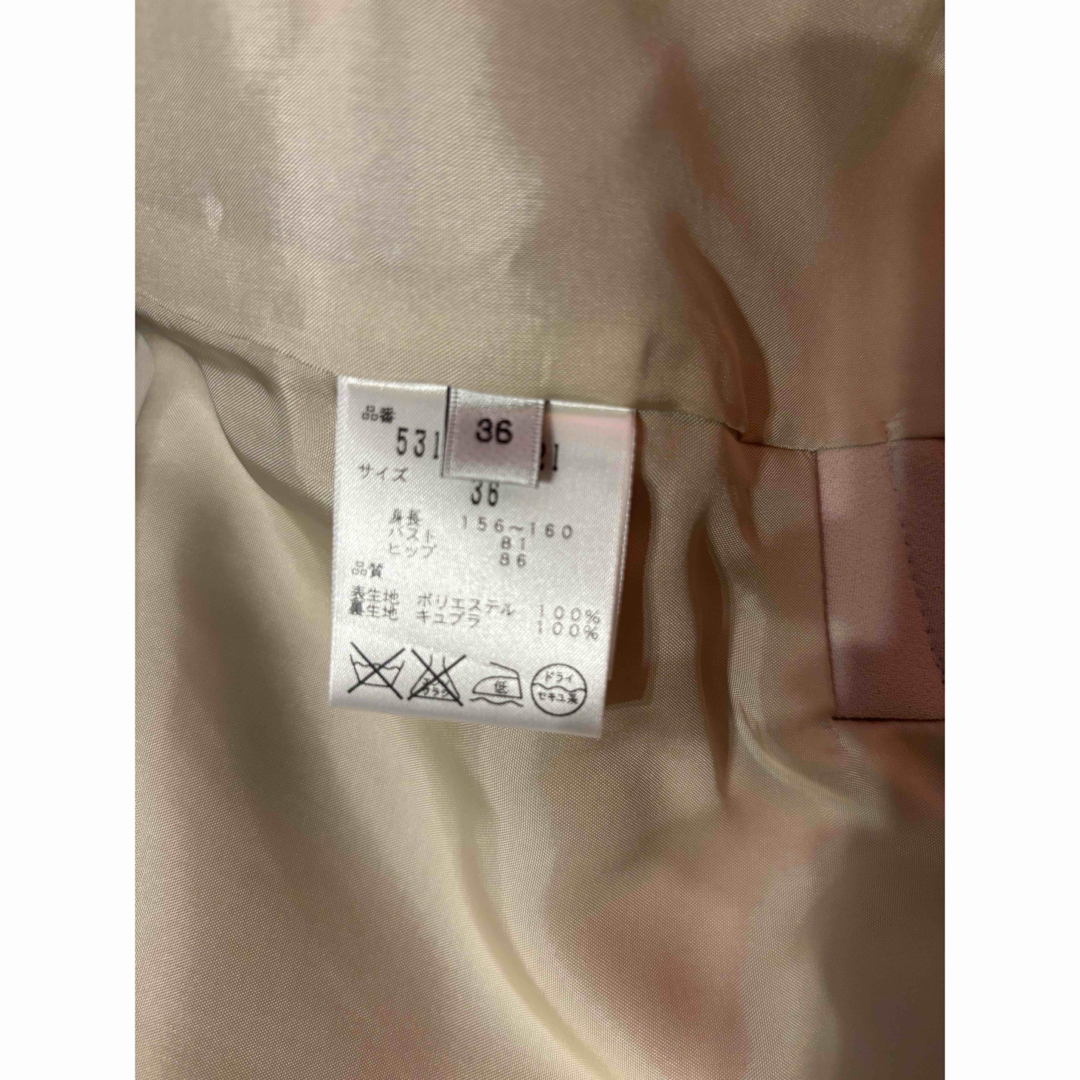 品番
36
531 21
サイズ
36
身長 156~160
バスト 81
ヒップ 86
品質
表生地 ポリエステル 100%
裏生地 キュプラ 100%
低
ドライ
セキユ系